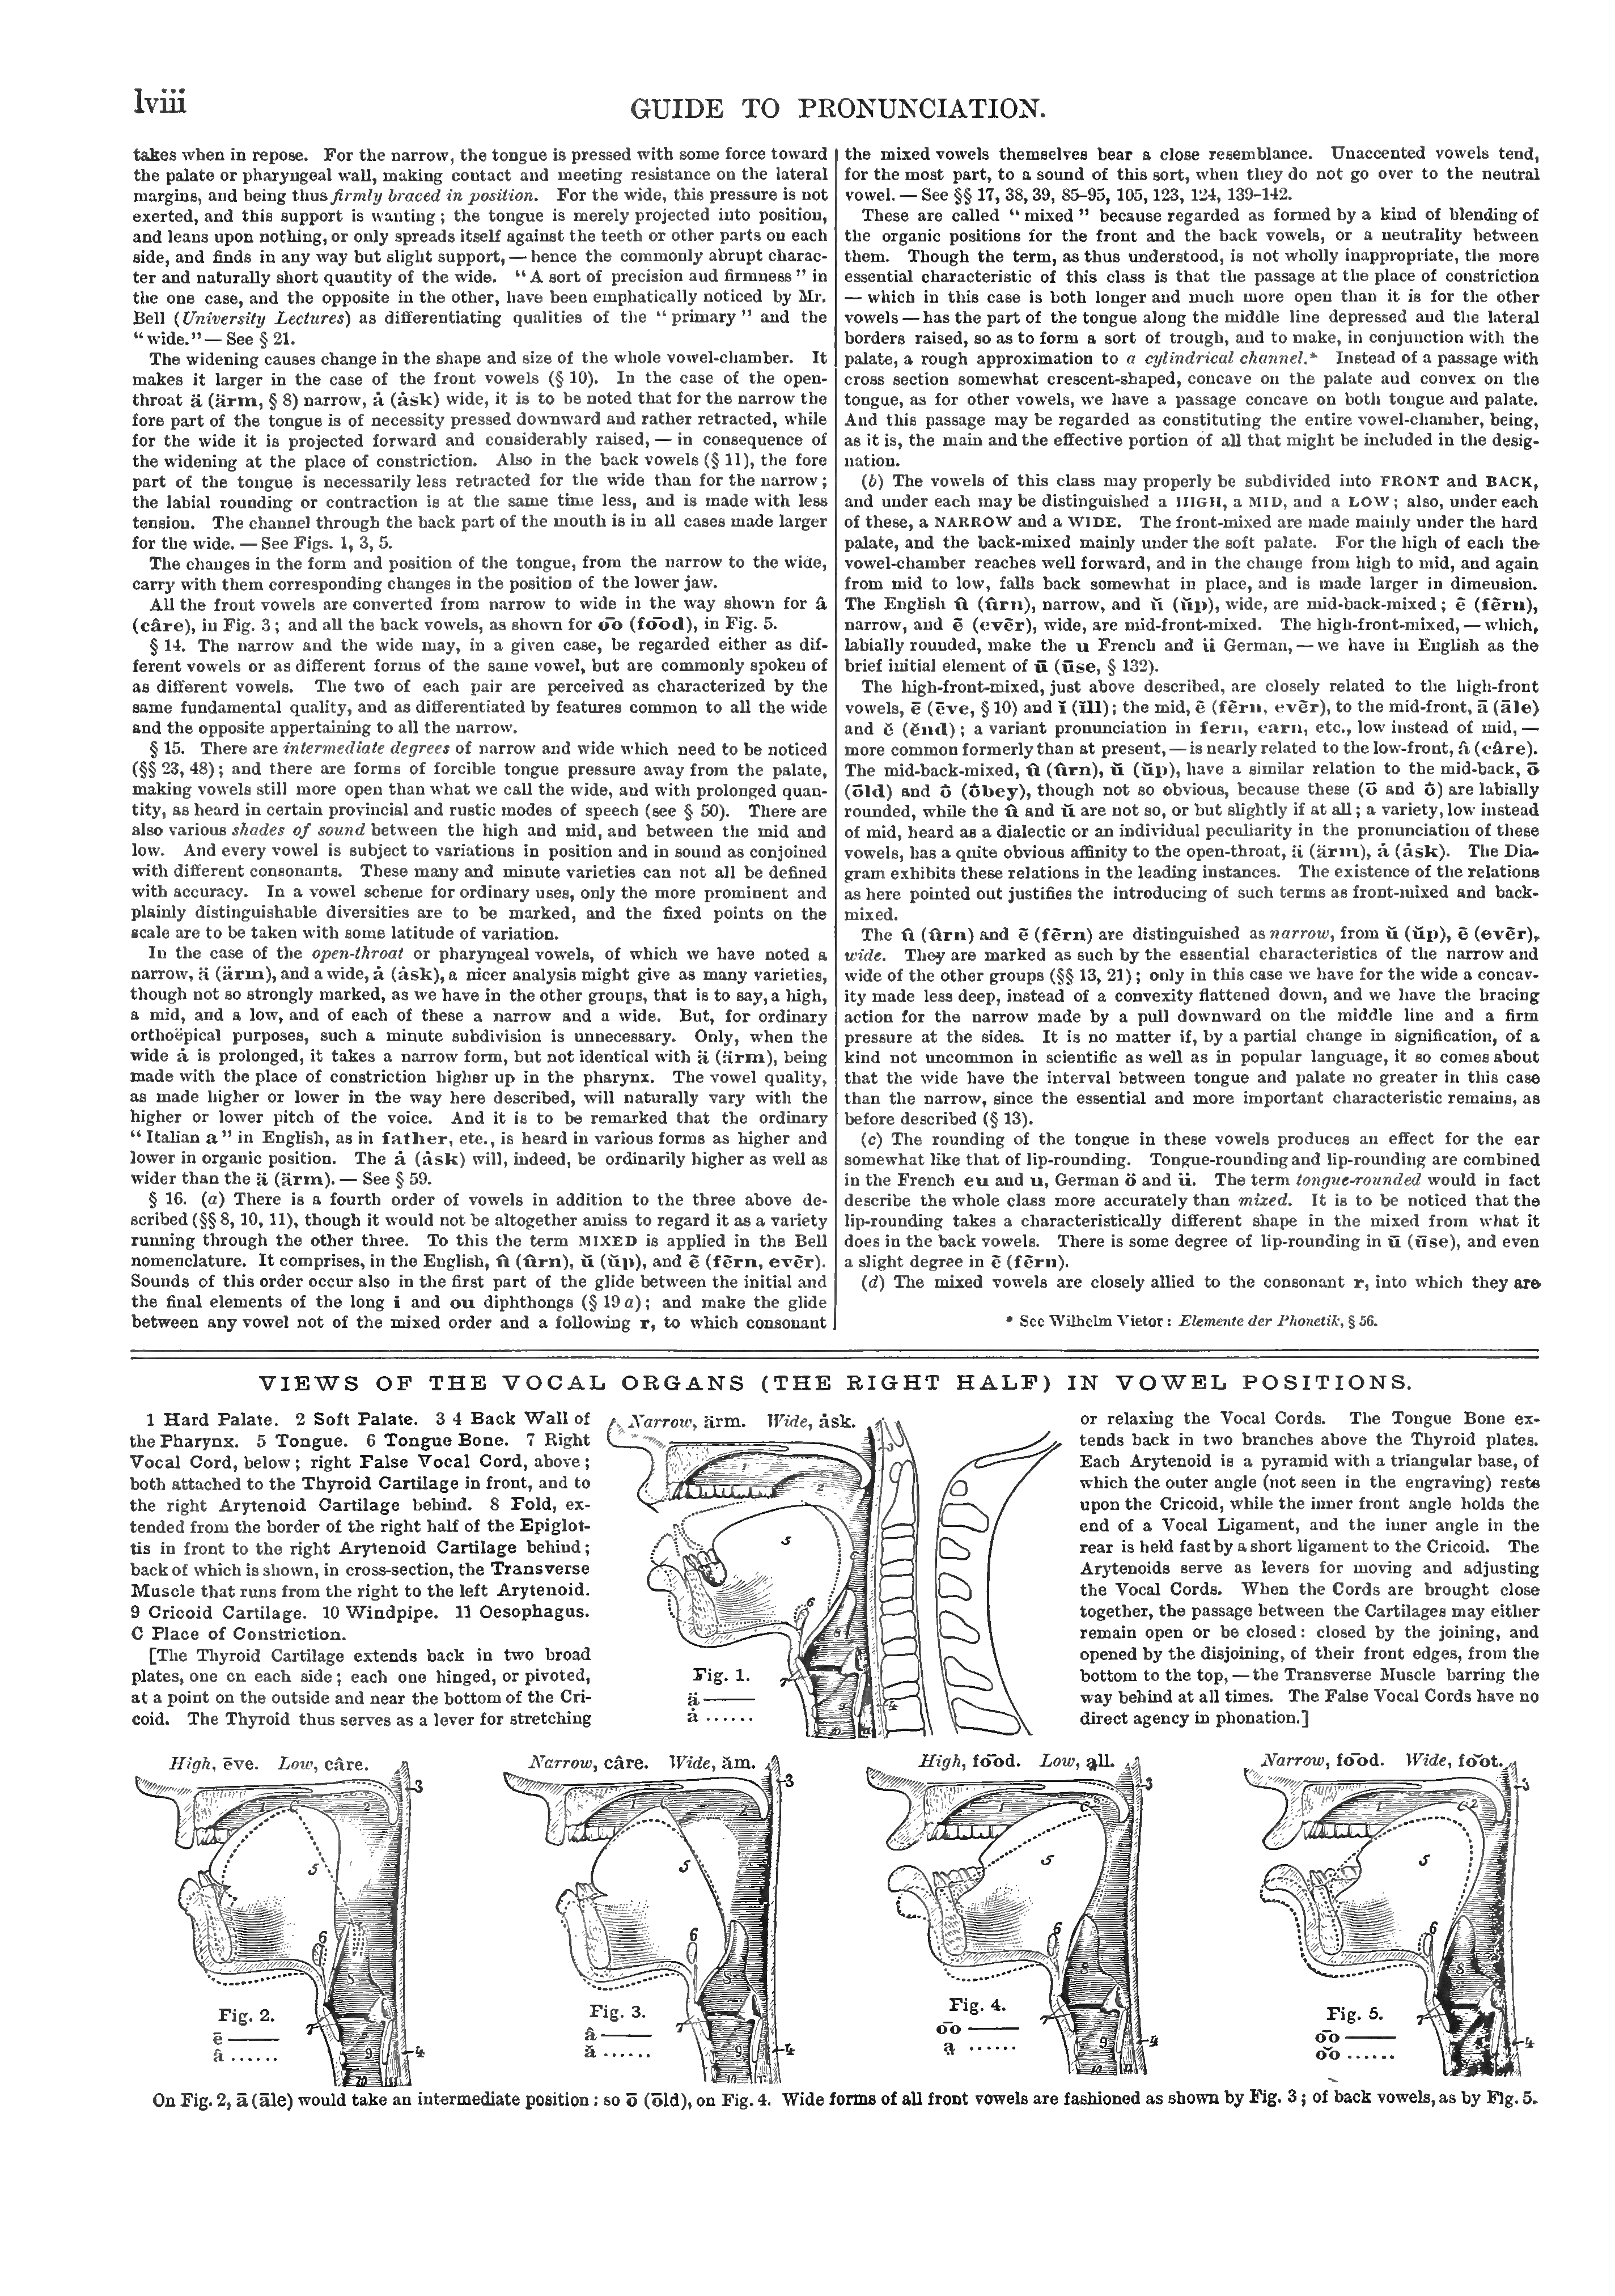 lviii
GUIDE TO PRONUNCIATION.
takes when in repose. For the narrow, the tongue is pressed with some force toward
the palate or pharyugeal wall, making contact and meeting resistance on the lateral
margins, and being thus firmly braced in position. For the wide, this pressure is not
exerted, and this support is wanting; the tongue is merely projected into position,
and leans upon nothing, or only spreads itself against the teeth or other parts on each
side, and finds in any way but slight support, — hence the commonly abrupt charac-
ter and naturally short quantity of the wide. “A sort of precision and firmness” in
the one case, and the opposite in the other, have been emphatically noticed by Mr.
Bell (University Lectures) as differentiating qualities of the “primary” and the
“wide.” — See § 21.
The widening causes change in the shape and size of the whole vowel-chamber. It
makes it larger in the case of the front vowels (§ 10). In the case of the open-
throat ä (ärm, § 8) narrow, ȧ (ȧsk) wide, it is to be noted that for the narrow the
fore part of the tongue is of necessity pressed downward and rather retracted, while
for the wide it is projected forward and considerably raised, — in consequence of
the widening at the place of constriction. Also in the back vowels (§ 11), the fore
part of the tongue is necessarily less retracted for the wide than for the narrow;
the labial rounding or contraction is at the same time less, and is made with less
tension. The channel through the back part of the mouth is in all cases made larger
for the wide. — See Figs. 1, 3, 5.
The changes in the form and position of the tongue, from the narrow to the wide,
carry with them corresponding changes in the position of the lower jaw.
All the front vowels are converted from narrow to wide in the way shown for â
(câre), in Fig. 3; and all the back vowels, as shown for o͞o (fo͞od), in Fig. 5.
§ 14. The narrow and the wide may, in a given case, be regarded either as dif-
ferent vowels or as different forms of the same vowel, but are commonly spoken of
as different vowels. The two of each pair are perceived as characterized by the
same fundamental quality, and as differentiated by features common to all the wide
and the opposite appertaining to all the narrow.
§ 15. There are intermediate degrees of narrow and wide which need to be noticed
(§§ 23, 48); and there are forms of forcible tongue pressure away from the palate,
making vowels still more open than what we call the wide, and with prolonged quan-
tity, as heard in certain provincial and rustic modes of speech (see § 50). There are
also various shades of sound between the high and mid, and between the mid and
low. And every vowel is subject to variations in position and in sound as conjoined
with different consonants. These many and minute varieties can not all be defined
with accuracy. In a vowel scheme for ordinary uses, only the more prominent and
plainly distinguishable diversities are to be marked, and the fixed points on the
scale are to be taken with some latitude of variation.
In the case of the open-throat or pharyngeal vowels, of which we have noted a
narrow, ä (ärm), and a wide, ȧ (ȧsk), a nicer analysis might give as many varieties,
though not so strongly marked, as we have in the other groups, that is to say, a high,
a mid, and a low, and of each of these a narrow and a wide. But, for ordinary
orthoëpical purposes, such a minute subdivision is unnecessary. Only, when the
wide ȧ is prolonged, it takes a narrow form, but not identical with ä (ärm), being
made with the place of constriction higher up in the pharynx. The vowel quality,
as made higher or lower in the way here described, will naturally vary with the
higher or lower pitch of the voice. And it is to be remarked that the ordinary
“Italian a” in English, as in father, etc., is heard in various forms as higher and
lower in organic position. The ȧ (ȧsk) will, indeed, be ordinarily higher as well as
wider than the ä (ärm). — See § 59.
§ 16. (a) There is a fourth order of vowels in addition to the three above de-
scribed (§§ 8, 10, 11), though it would not be altogether amiss to regard it as a variety
running through the other three. To this the term MIXED is applied in the Bell
nomenclature. It comprises, in the English, û (ûrn), ŭ (ŭp), and ẽ (fẽrn, evẽr).
Sounds of this order occur also in the first part of the glide between the initial and
the final elements of the long i and ou diphthongs (§ 19 a); and make the glide
between any vowel not of the mixed order and a following r, to which consonant
the mixed vowels themselves bear a close resemblance. Unaccented vowels tend,
for the most part, to a sound of this sort, when they do not go over to the neutral
vowel. — See §§ 17, 38, 39, 85–95, 105, 123, 124, 139–142.
These are called “mixed” because regarded as formed by a kind of blending of
the organic positions for the front and the back vowels, or a neutrality between
them. Though the term, as thus understood, is not wholly inappropriate, the more
essential characteristic of this class is that the passage at the place of constriction
— which in this case is both longer and much more open than it is for the other
vowels — has the part of the tongue along the middle line depressed and the lateral
borders raised, so as to form a sort of trough, and to make, in conjunction with the
palate, a rough approximation to a cylindrical channel.* Instead of a passage with
cross section somewhat crescent-shaped, concave on the palate and convex on the
tongue, as for other vowels, we have a passage concave on both tongue and palate.
And this passage may be regarded as constituting the entire vowel-chamber, being,
as it is, the main and the effective portion of all that might be included in the desig-
nation.
(b) The vowels of this class may properly be subdivided into FRONT and BACK,
and under each may be distinguished a HIGH, a MID, and a LOW; also, under each
of these, a NARROW and a WIDE. The front-mixed are made mainly under the hard
palate, and the back-mixed mainly under the soft palate. For the high of each the
vowel-chamber reaches well forward, and in the change from high to mid, and again
from mid to low, falls back somewhat in place, and is made larger in dimension.
The English û (ûrn), narrow, and ŭ (ŭp), wide, are mid-back-mixed; ẽ (fẽrn),
narrow, and ẽ (evẽr), wide, are mid-front-mixed. The high-front-mixed, — which,
labially rounded, make the u French and ü German, — we have in English as the
brief initial element of ū (ūse, § 132).
The high-front-mixed, just above described, are closely related to the high-front
vowels, ē (ēve, § 10) and ĭ (ĭll); the mid, ẽ (fẽrn, evẽr), to the mid-front, ā (āle)
and ĕ (ĕnd); a variant pronunciation in fern, earn, etc., low instead of mid, —
more common formerly than at present, — is nearly related to the low-front, â (câre).
The mid-back-mixed, û (ûrn), ŭ (ŭp), have a similar relation to the mid-back, ō
(ōld) and ô (ôbey), though not so obvious, because these (ō and ô) are labially
rounded, while the û and ŭ are not so, or but slightly if at all; a variety, low instead
of mid, heard as a dialectic or an individual peculiarity in the pronunciation of these
vowels, has a quite obvious affinity to the open-throat, ä (ärm), ȧ (ȧsk). The Dia-
gram exhibits these relations in the leading instances. The existence of the relations
as here pointed out justifies the introducing of such terms as front-mixed and back-
mixed.
The û (ûrn) and ẽ (fẽrn) are distinguished as narrow, from ŭ (ŭp), ẽ (evẽr),
wide. They are marked as such by the essential characteristics of the narrow and
wide of the other groups (§§ 13, 21); only in this case we have for the wide a concav-
ity made less deep, instead of a convexity flattened down, and we have the bracing
action for the narrow made by a pull downward on the middle line and a firm
pressure at the sides. It is no matter if, by a partial change in signification, of a
kind not uncommon in scientific as well as in popular language, it so comes about
that the wide have the interval between tongue and palate no greater in this case
than the narrow, since the essential and more important characteristic remains, as
before described (§ 13).
(c) The rounding of the tongue in these vowels produces an effect for the ear
somewhat like that of lip-rounding. Tongue-rounding and lip-rounding are combined
in the French eu and u, German ö and ü. The term tongue-rounded would in fact
describe the whole class more accurately than mixed. It is to be noticed that the
lip-rounding takes a characteristically different shape in the mixed from what it
does in the back vowels. There is some degree of lip-rounding in ū (ūse), and even
a slight degree in ẽ (fẽrn).
(d) The mixed vowels are closely allied to the consonant r, into which they are
* See Wilhelm Vietor: Elemente der Phonetik, § 56.
VIEWS OF THE VOCAL ORGANS (THE RIGHT HALF) IN VOWEL POSITIONS.
1 Hard Palate. 2 Soft Palate. 3 4 Back Wall of
the Pharynx. 5 Tongue. 6 Tongue Bone. 7 Right
Vocal Cord, below; right False Vocal Cord, above;
both attached to the Thyroid Cartilage in front, and to
the right Arytenoid Cartilage behind. 8 Fold, ex-
tended from the border of the right half of the Epiglot-
tis in front to the right Arytenoid Cartilage behind;
back of which is shown, in cross-section, the Transverse
Muscle that runs from the right to the left Arytenoid.
9 Cricoid Cartilage. 10 Windpipe. 11 Oesophagus.
C Place of Constriction.
[The Thyroid Cartilage extends back in two broad
plates, one on each side; each one hinged, or pivoted,
at a point on the outside and near the bottom of the Cri-
coid. The Thyroid thus serves as a lever for stretching
Narrow, ärm. Wide, ȧsk.
1
2
3
5
C
6
8
7
9
4
10
11
Fig. 1.
ä ——
ȧ ......
or relaxing the Vocal Cords. The Tongue Bone ex-
tends back in two branches above the Thyroid plates.
Each Arytenoid is a pyramid with a triangular base, of
which the outer angle (not seen in the engraving) rests
upon the Cricoid, while the inner front angle holds the
end of a Vocal Ligament, and the inner angle in the
rear is held fast by a short ligament to the Cricoid. The
Arytenoids serve as levers for moving and adjusting
the Vocal Cords. When the Cords are brought close
together, the passage between the Cartilages may either
remain open or be closed: closed by the joining, and
opened by the disjoining, of their front edges, from the
bottom to the top, — the Transverse Muscle barring the
way behind at all times. The False Vocal Cords have no
direct agency in phonation.]
High, ēve. Low, câre.
1 C 2 3
5
6
8
7
9 4
10 11
Fig. 2.
ē ——
â ......
Narrow, câre. Wide, ăm.
1 C 2 3
5
6
8
7
9 4
10 11
Fig. 3.
â ——
ă ......
High, fo͞od. Low, a̤ll.
1 C 2 3
5
6
8
7
9 4
10 11
Fig. 4.
o͞o ——
a̤ ......
Narrow, fo͞od. Wide, fo͝ot.
1 C 2 3
5
6
8
7
4
Fig. 5.
o͞o ——
o͝o ......
On Fig. 2, ā (āle) would take an intermediate position: so ō (ōld), on Fig. 4. Wide forms of all front vowels are fashioned as shown by Fig. 3; of back vowels, as by Fig. 5.